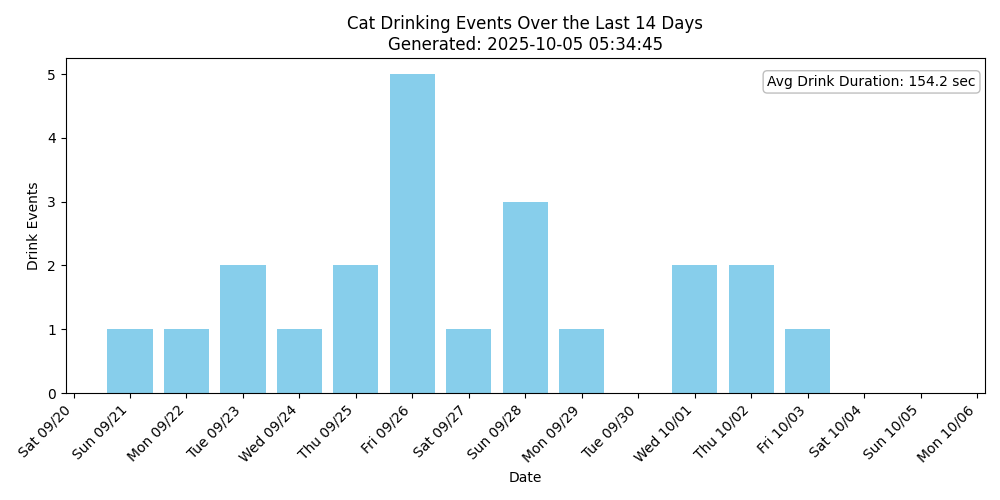 Cat Drinking Events Over the Last 14 Days
Generated: 2025-10-05 05:34:45
Avg Drink Duration: 154.2 sec
Drink Events
5
4
3
2
1
0
Sat 09/20
Sun 09/21
Mon 09/22
Tue 09/23
Wed 09/24
Thu 09/25
Fri 09/26
Sat 09/27
Sun 09/28
Mon 09/29
Tue 09/30
Wed 10/01
Thu 10/02
Fri 10/03
Sat 10/04
Sun 10/05
Mon 10/06
Date